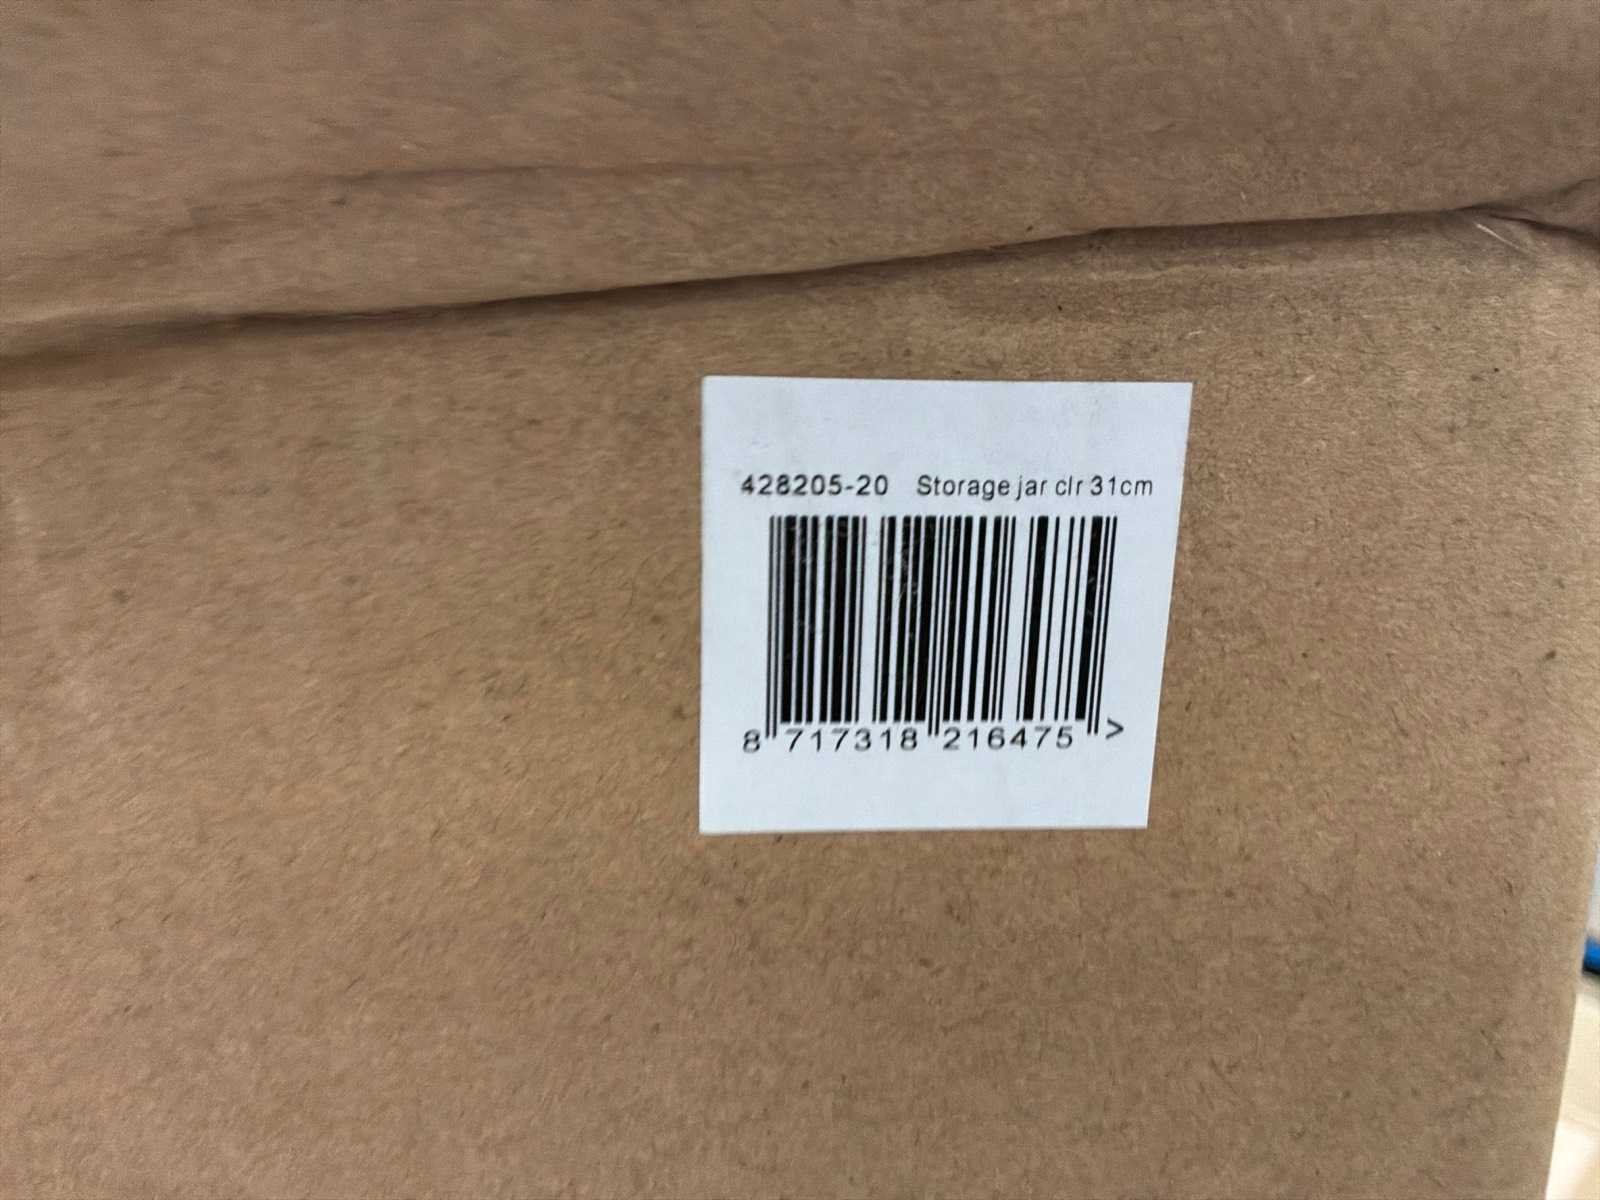 428205-20 Storage jar clr 31cm
8 717318 216475 >